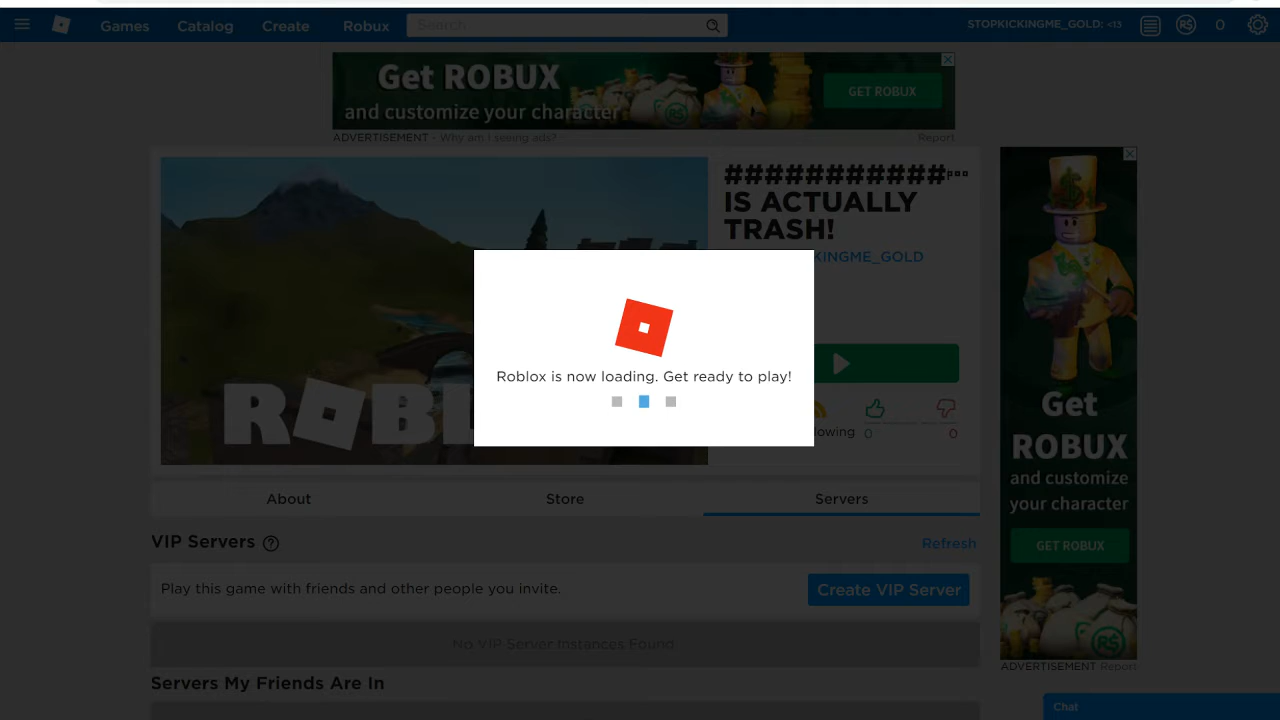 Games Catalog Create Robux Search... STOPKICKINGME_GOLD: <13 0
Get ROBUX
and customize your character
GET ROBUX
ADVERTISEMENT - Why am I seeing ads? Report
###########...
IS ACTUALLY
TRASH!
KINGME_GOLD
ROBL
Roblox is now loading. Get ready to play!
lowing 0 0
About Store Servers
VIP Servers Refresh
Play this game with friends and other people you invite.
Create VIP Server
No VIP Server Instances Found.
Servers My Friends Are In
Get
ROBUX
and customize
your character
GET ROBUX
R$
ADVERTISEMENT Report
Chat